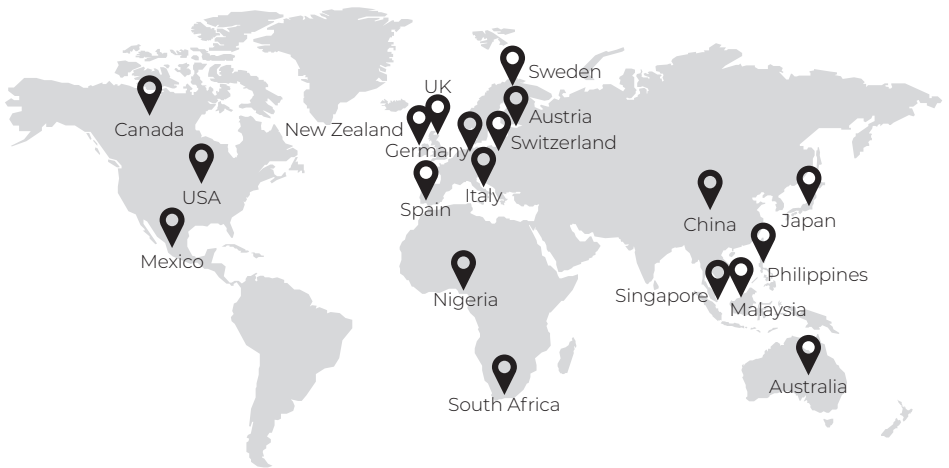 Sweden
UK
Canada
New Zealand
Austria
Germany
Switzerland
USA
Italy
Spain
China
Japan
Mexico
Philippines
Nigeria
Singapore
Malaysia
Australia
South Africa